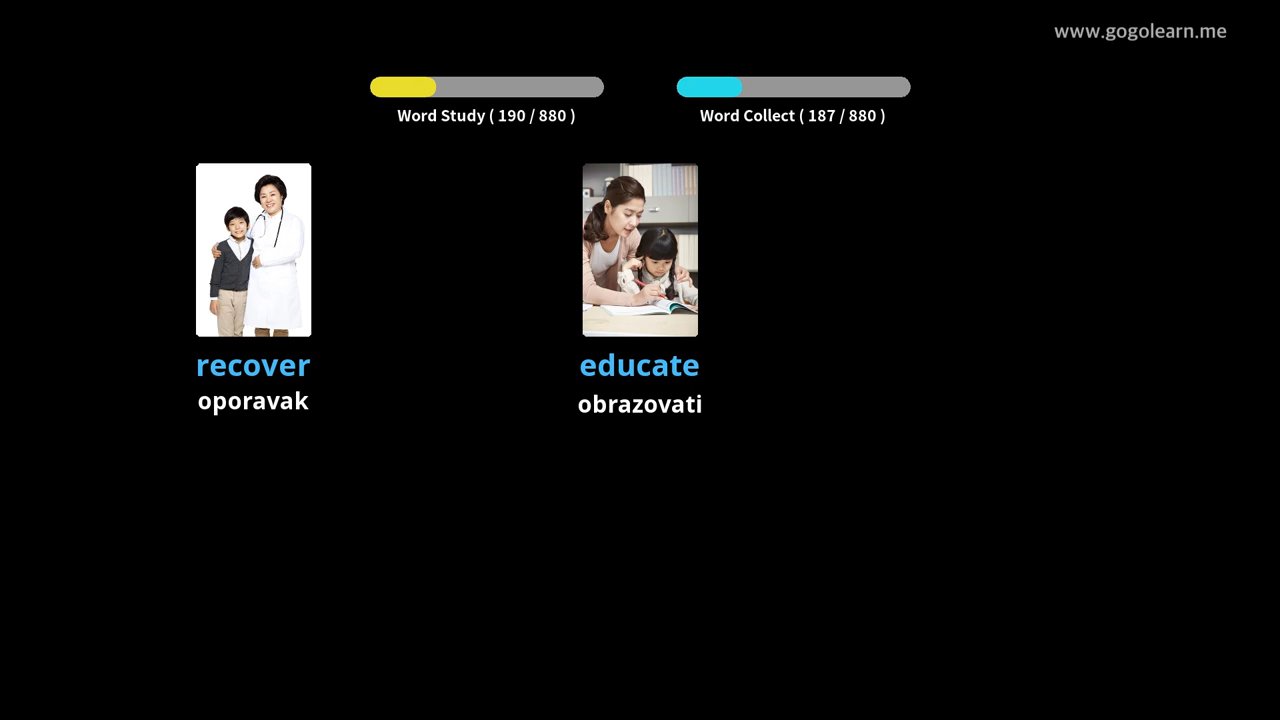 www.gogolearn.me
Word Study ( 190 / 880 )
Word Collect ( 187 / 880 )
recover
oporavak
educate
obrazovati